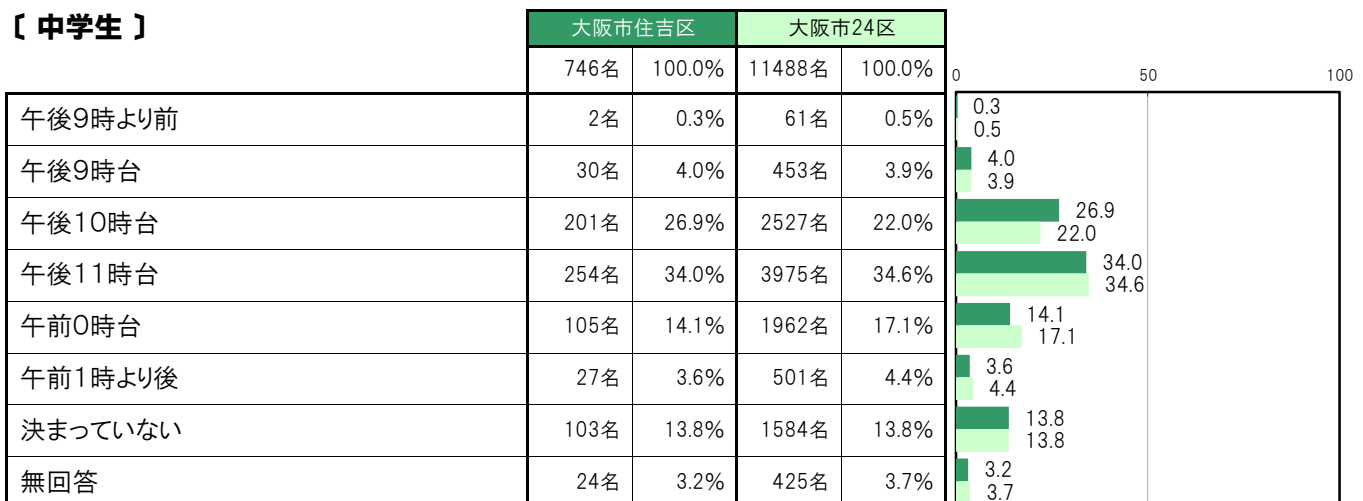 〔 中学生 〕
大阪市住吉区 大阪市24区
746名 100.0% 11488名 100.0%
0 50 100
午後9時より前 2名 0.3% 61名 0.5% 0.3
0.5
午後9時台 30名 4.0% 453名 3.9% 4.0
3.9
午後10時台 201名 26.9% 2527名 22.0% 26.9
22.0
午後11時台 254名 34.0% 3975名 34.6% 34.0
34.6
午前0時台 105名 14.1% 1962名 17.1% 14.1
17.1
午前1時より後 27名 3.6% 501名 4.4% 3.6
4.4
決まっていない 103名 13.8% 1584名 13.8% 13.8
13.8
無回答 24名 3.2% 425名 3.7% 3.2
3.7